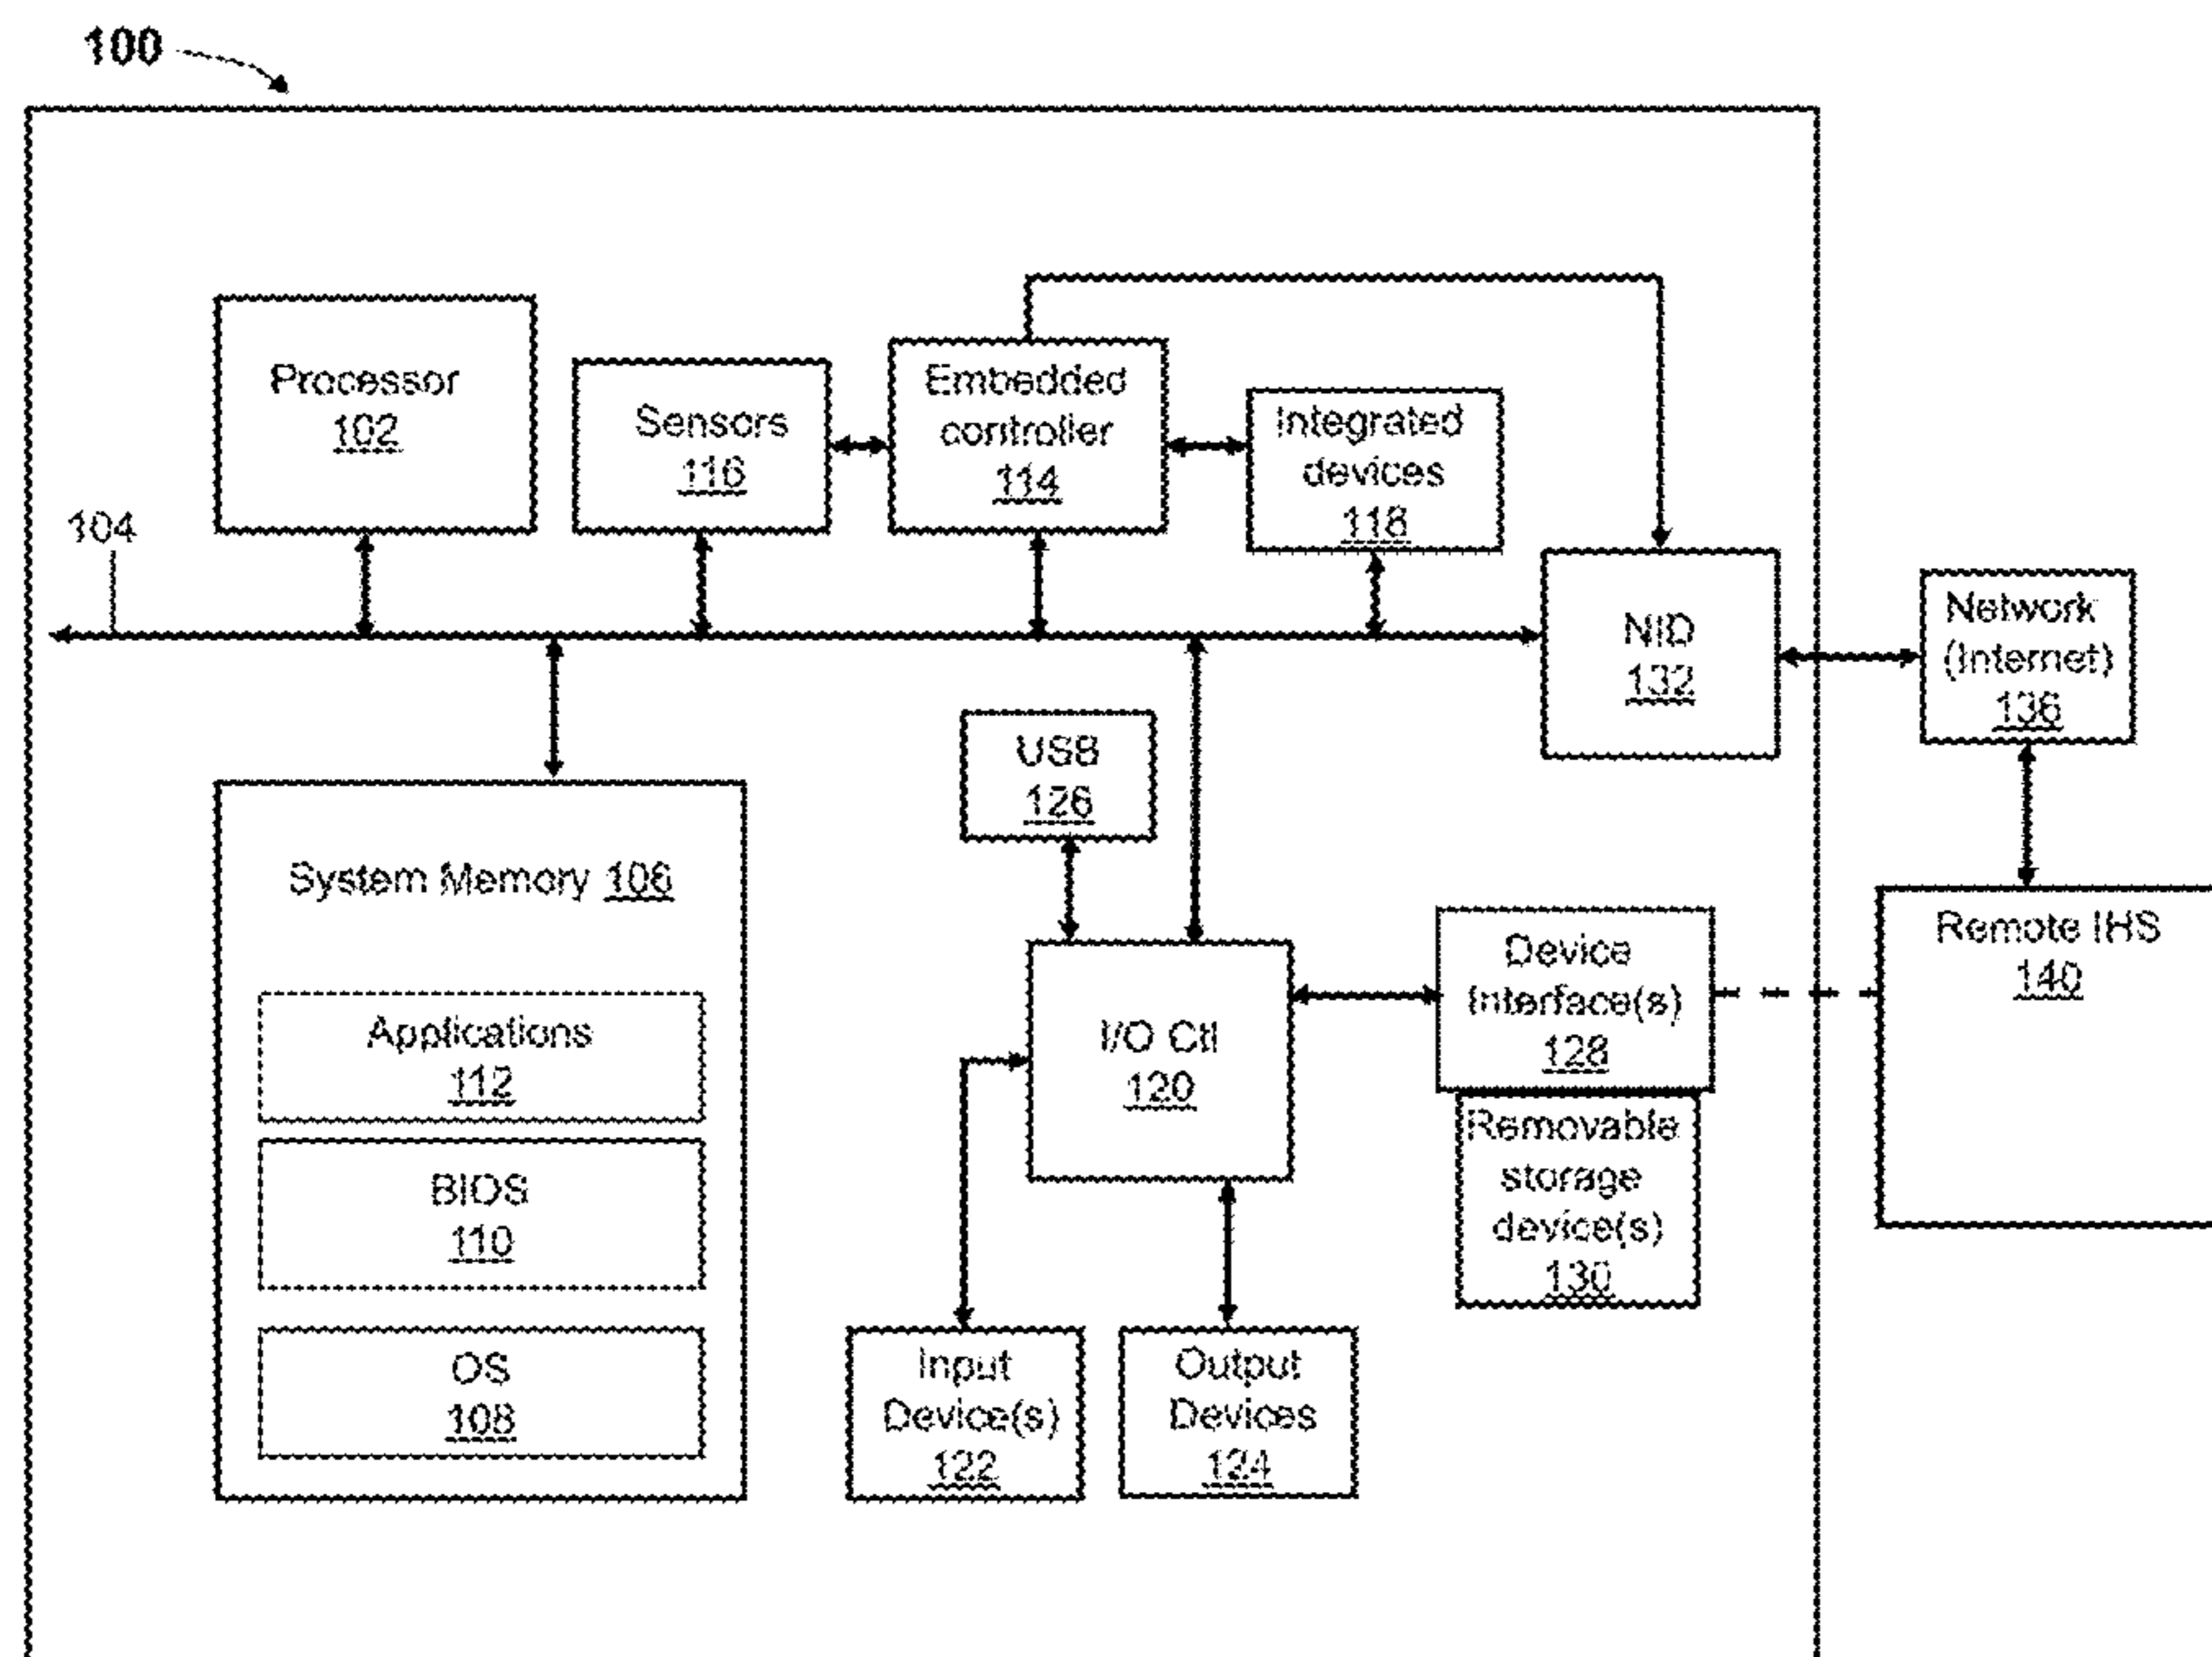 100
Processor
102
Sensors
116
Embedded
controller
114
Integrated
devices
118
104
NID
132
Network
(Internet)
136
USB
126
System Memory 106
Applications
112
BIOS
110
OS
108
I/O Ctl
120
Device
Interface(s)
128
Removable
storage
device(s)
130
Remote IHS
140
Input
Device(s)
122
Output
Devices
124